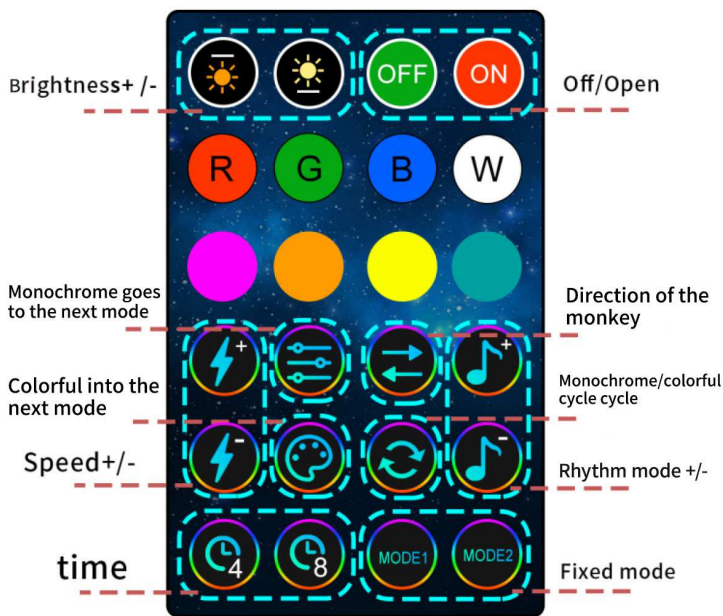 Brightness+ /-
OFF
ON
Off/Open
R
G
B
W
Monochrome goes
to the next mode
Direction of the
monkey
+
+
Colorful into the
next mode
Monochrome/colorful
cycle cycle
-
-
Speed+/-
Rhythm mode +/-
time
4
8
MODE1
MODE2
Fixed mode